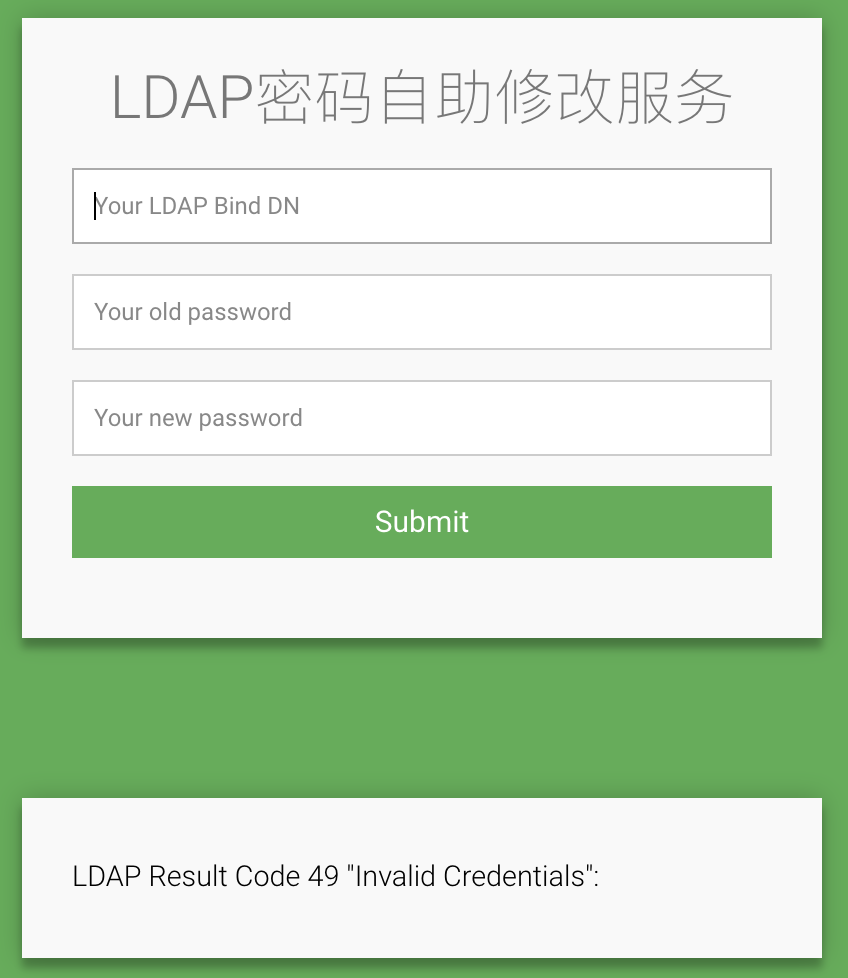 LDAP密码自助修改服务
Your LDAP Bind DN
Your old password
Your new password
Submit
LDAP Result Code 49 "Invalid Credentials":